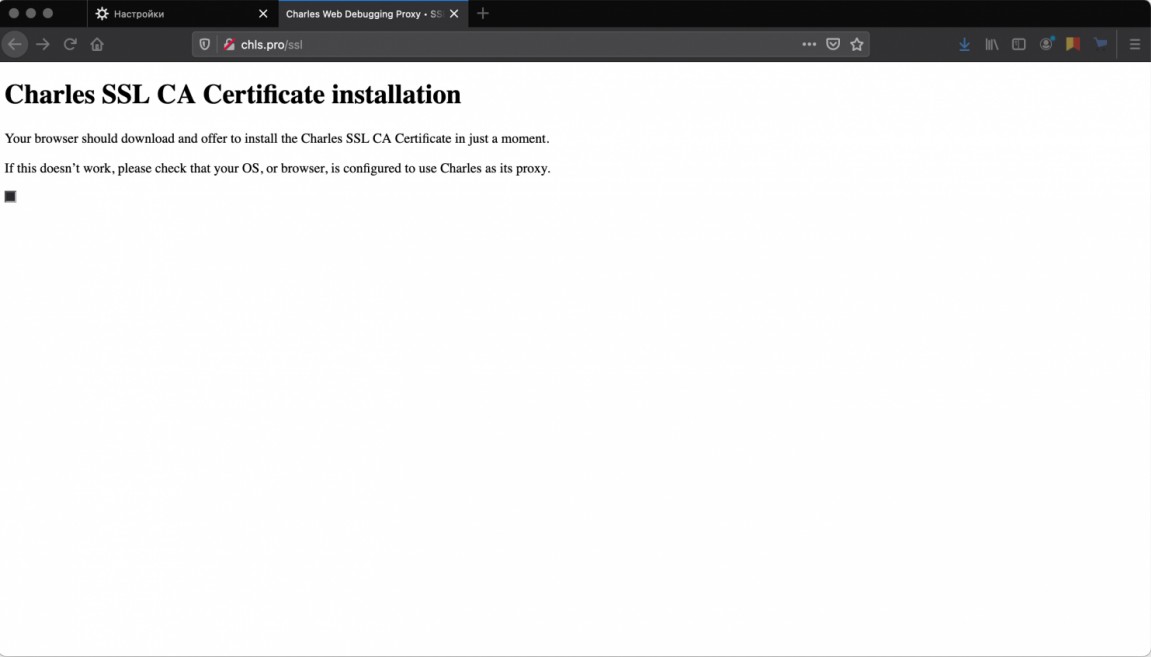 Настройки
Charles Web Debugging Proxy • SS
chls.pro/ssl
Charles SSL CA Certificate installation
Your browser should download and offer to install the Charles SSL CA Certificate in just a moment.
If this doesn't work, please check that your OS, or browser, is configured to use Charles as its proxy.